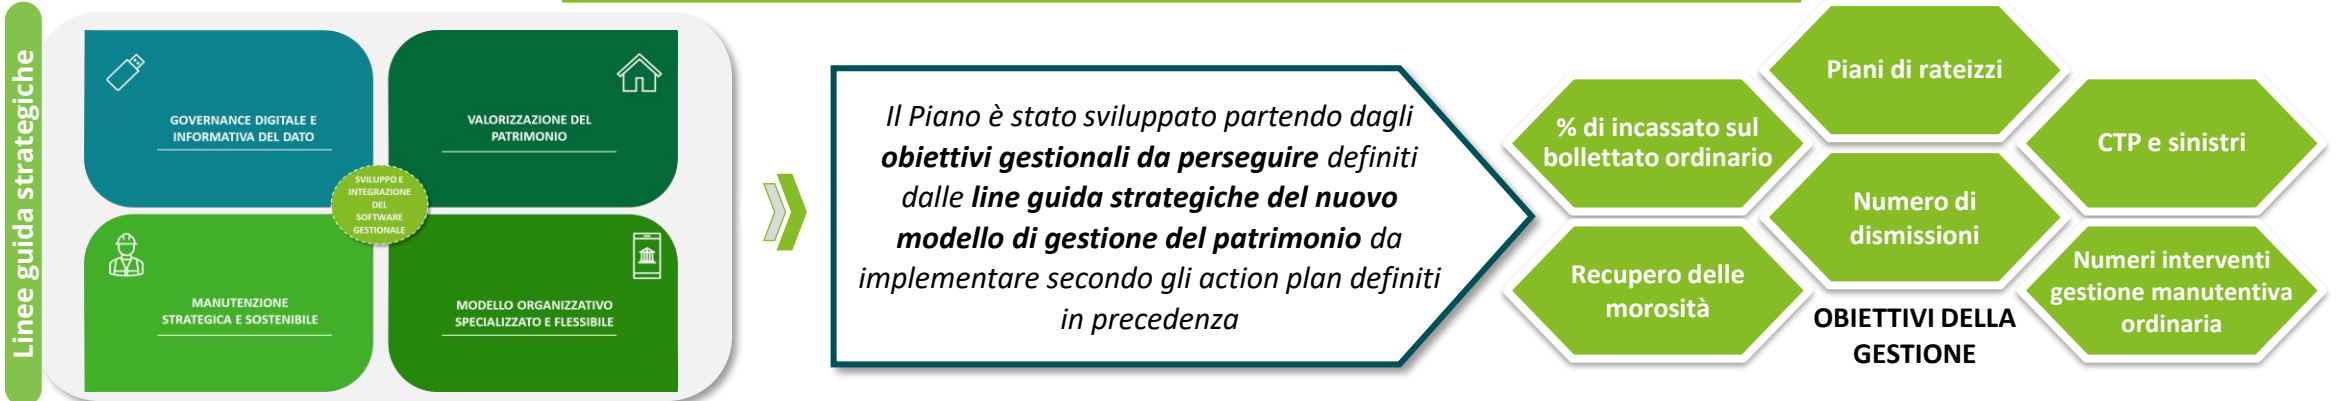 Linee guida strategiche
GOVERNANCE DIGITALE E
INFORMATIVA DEL DATO
VALORIZZAZIONE DEL
PATRIMONIO
SVILUPPO E
INTEGRAZIONE
DEL
SOFTWARE
GESTIONALE
MANUTENZIONE
STRATEGICA E SOSTENIBILE
MODELLO ORGANIZZATIVO
SPECIALIZZATO E FLESSIBILE
Il Piano è stato sviluppato partendo dagli
obiettivi gestionali da perseguire definiti
dalle line guida strategiche del nuovo
modello di gestione del patrimonio da
implementare secondo gli action plan definiti
in precedenza
Piani di rateizzi
% di incassato sul
bollettato ordinario
CTP e sinistri
Numero di
dismissioni
Recupero delle
morosità
Numeri interventi
gestione manutentiva
ordinaria
OBIETTIVI DELLA
GESTIONE